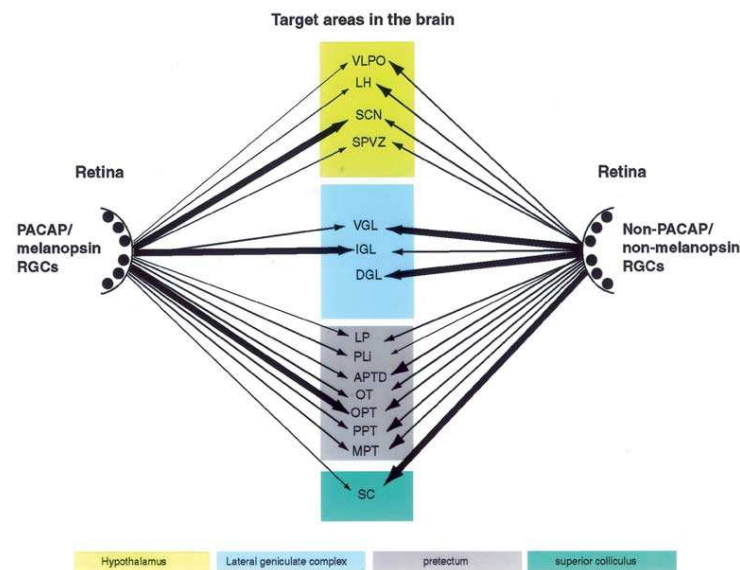 Target areas in the brain
VLPO
LH
SCN
SPVZ
Retina
Retina
PACAP/
melanopsin
RGCs
VGL
IGL
DGL
Non-PACAP/
non-melanopsin
RGCs
LP
PLi
APTD
OT
OPT
PPT
MPT
SC
Hypothalamus
Lateral geniculate complex
pretectum
superior colliculus